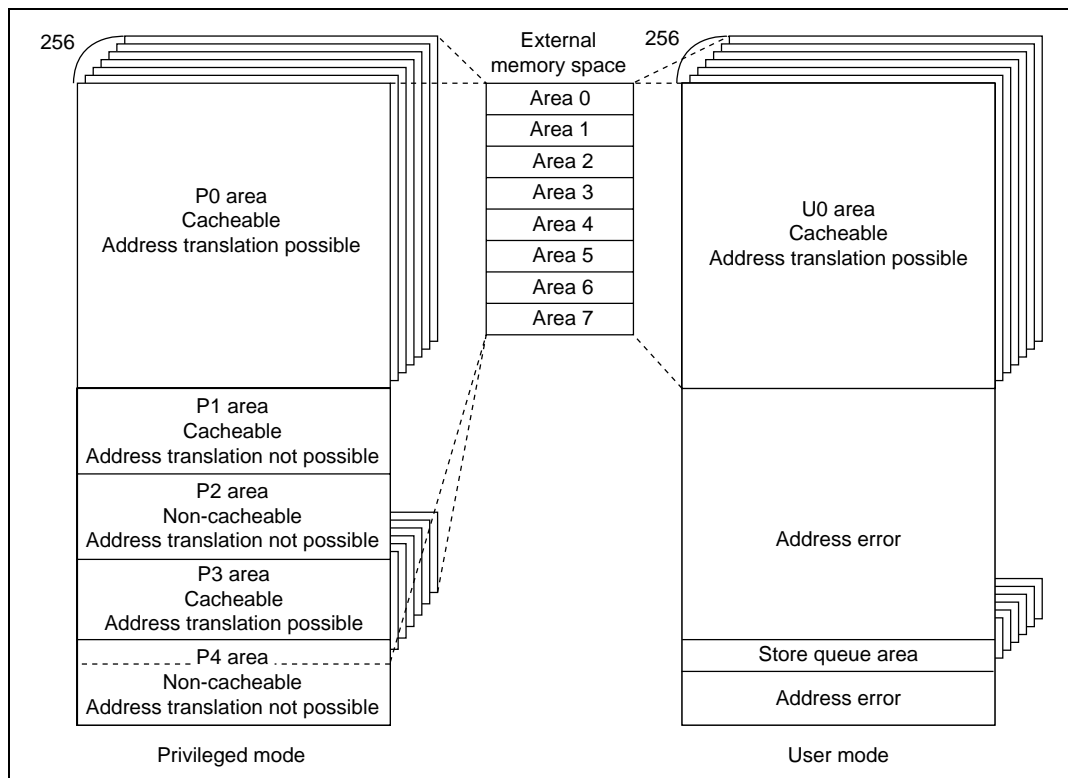 256
External
memory space
256
Area 0
Area 1
Area 2
Area 3
Area 4
Area 5
Area 6
Area 7
P0 area
Cacheable
Address translation possible
U0 area
Cacheable
Address translation possible
P1 area
Cacheable
Address translation not possible
P2 area
Non-cacheable
Address translation not possible
P3 area
Cacheable
Address translation possible
P4 area
Non-cacheable
Address translation not possible
Address error
Store queue area
Address error
Privileged mode
User mode